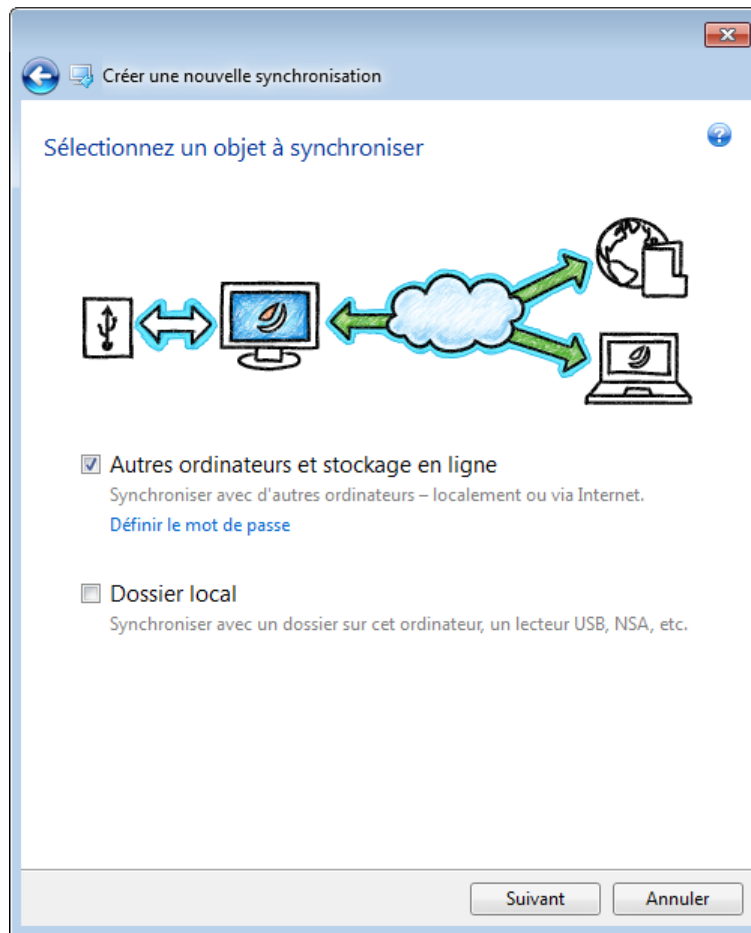 Créer une nouvelle synchronisation
Sélectionnez un objet à synchroniser
Autres ordinateurs et stockage en ligne
Synchroniser avec d'autres ordinateurs – localement ou via Internet.
Définir le mot de passe
Dossier local
Synchroniser avec un dossier sur cet ordinateur, un lecteur USB, NSA, etc.
Suivant
Annuler